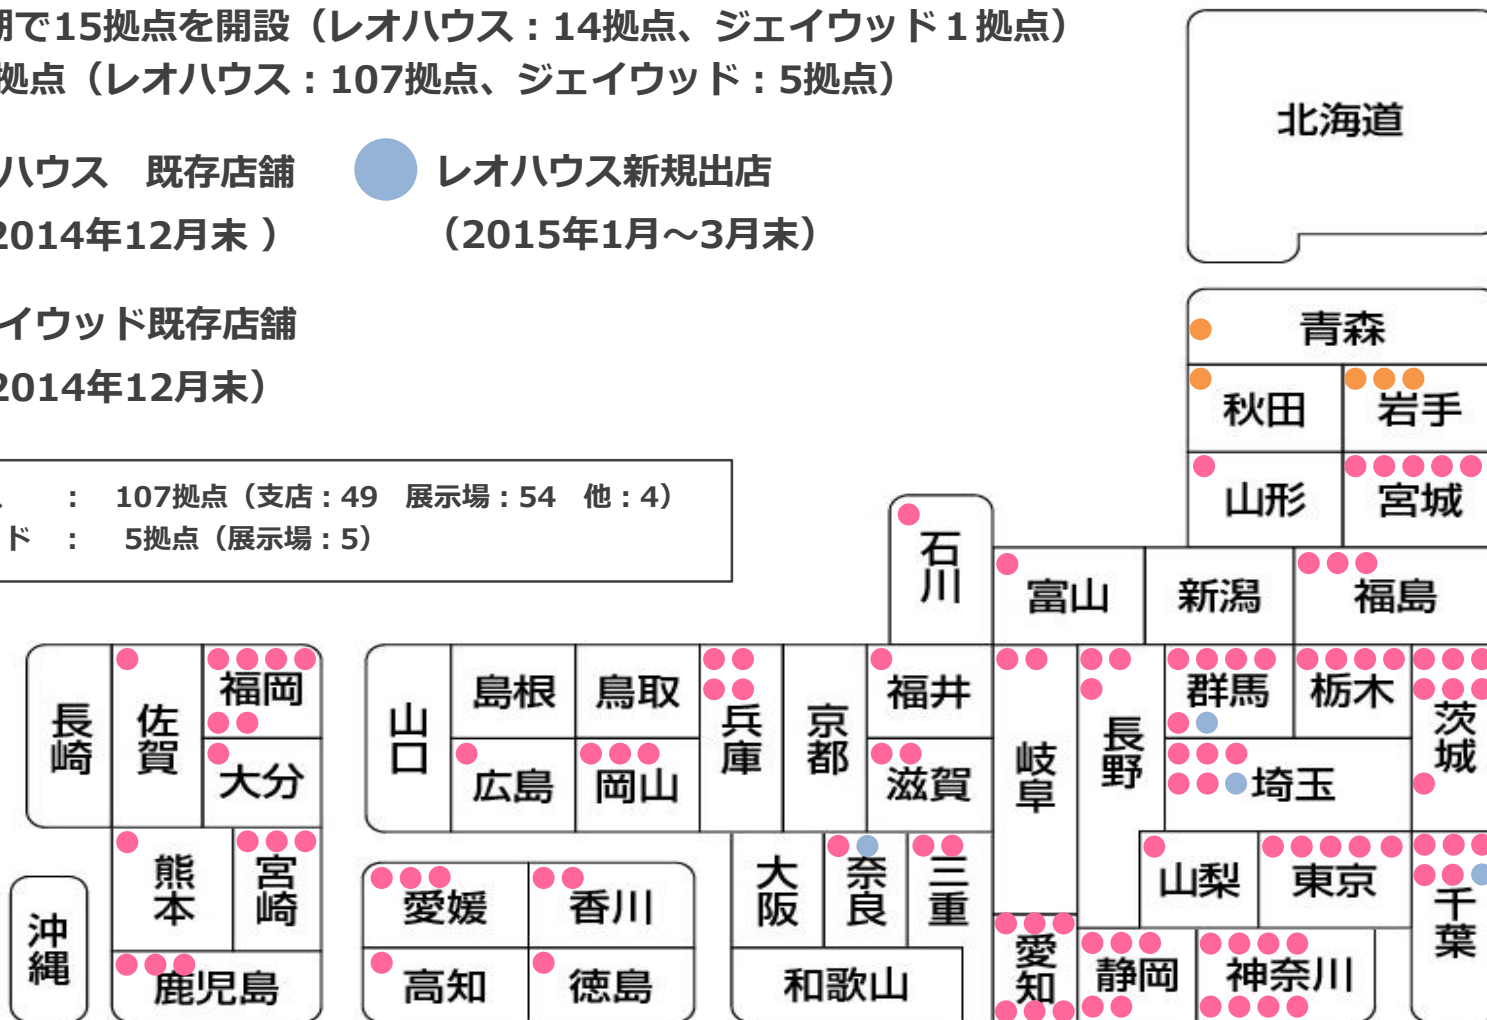 期で15拠点を開設（レオハウス：14拠点、ジェイウッド１拠点）
拠点（レオハウス：107拠点、ジェイウッド：5拠点）
ハウス　既存店舗
レオハウス新規出店
2014年12月末 ）
（2015年1月～3月末）
イウッド既存店舗
2014年12月末）
ス　：　107拠点（支店：49　展示場：54　他：4）
ド　：　5拠点（展示場：5）
北海道
青森
秋田
岩手
山形
宮城
石川
富山
新潟
福島
長崎
佐賀
福岡
大分
熊本
宮崎
鹿児島
沖縄
山口
島根
鳥取
広島
岡山
兵庫
京都
福井
滋賀
岐阜
長野
群馬
栃木
茨城
埼玉
山梨
東京
千葉
愛媛
香川
高知
徳島
大阪
奈良
三重
和歌山
愛知
静岡
神奈川